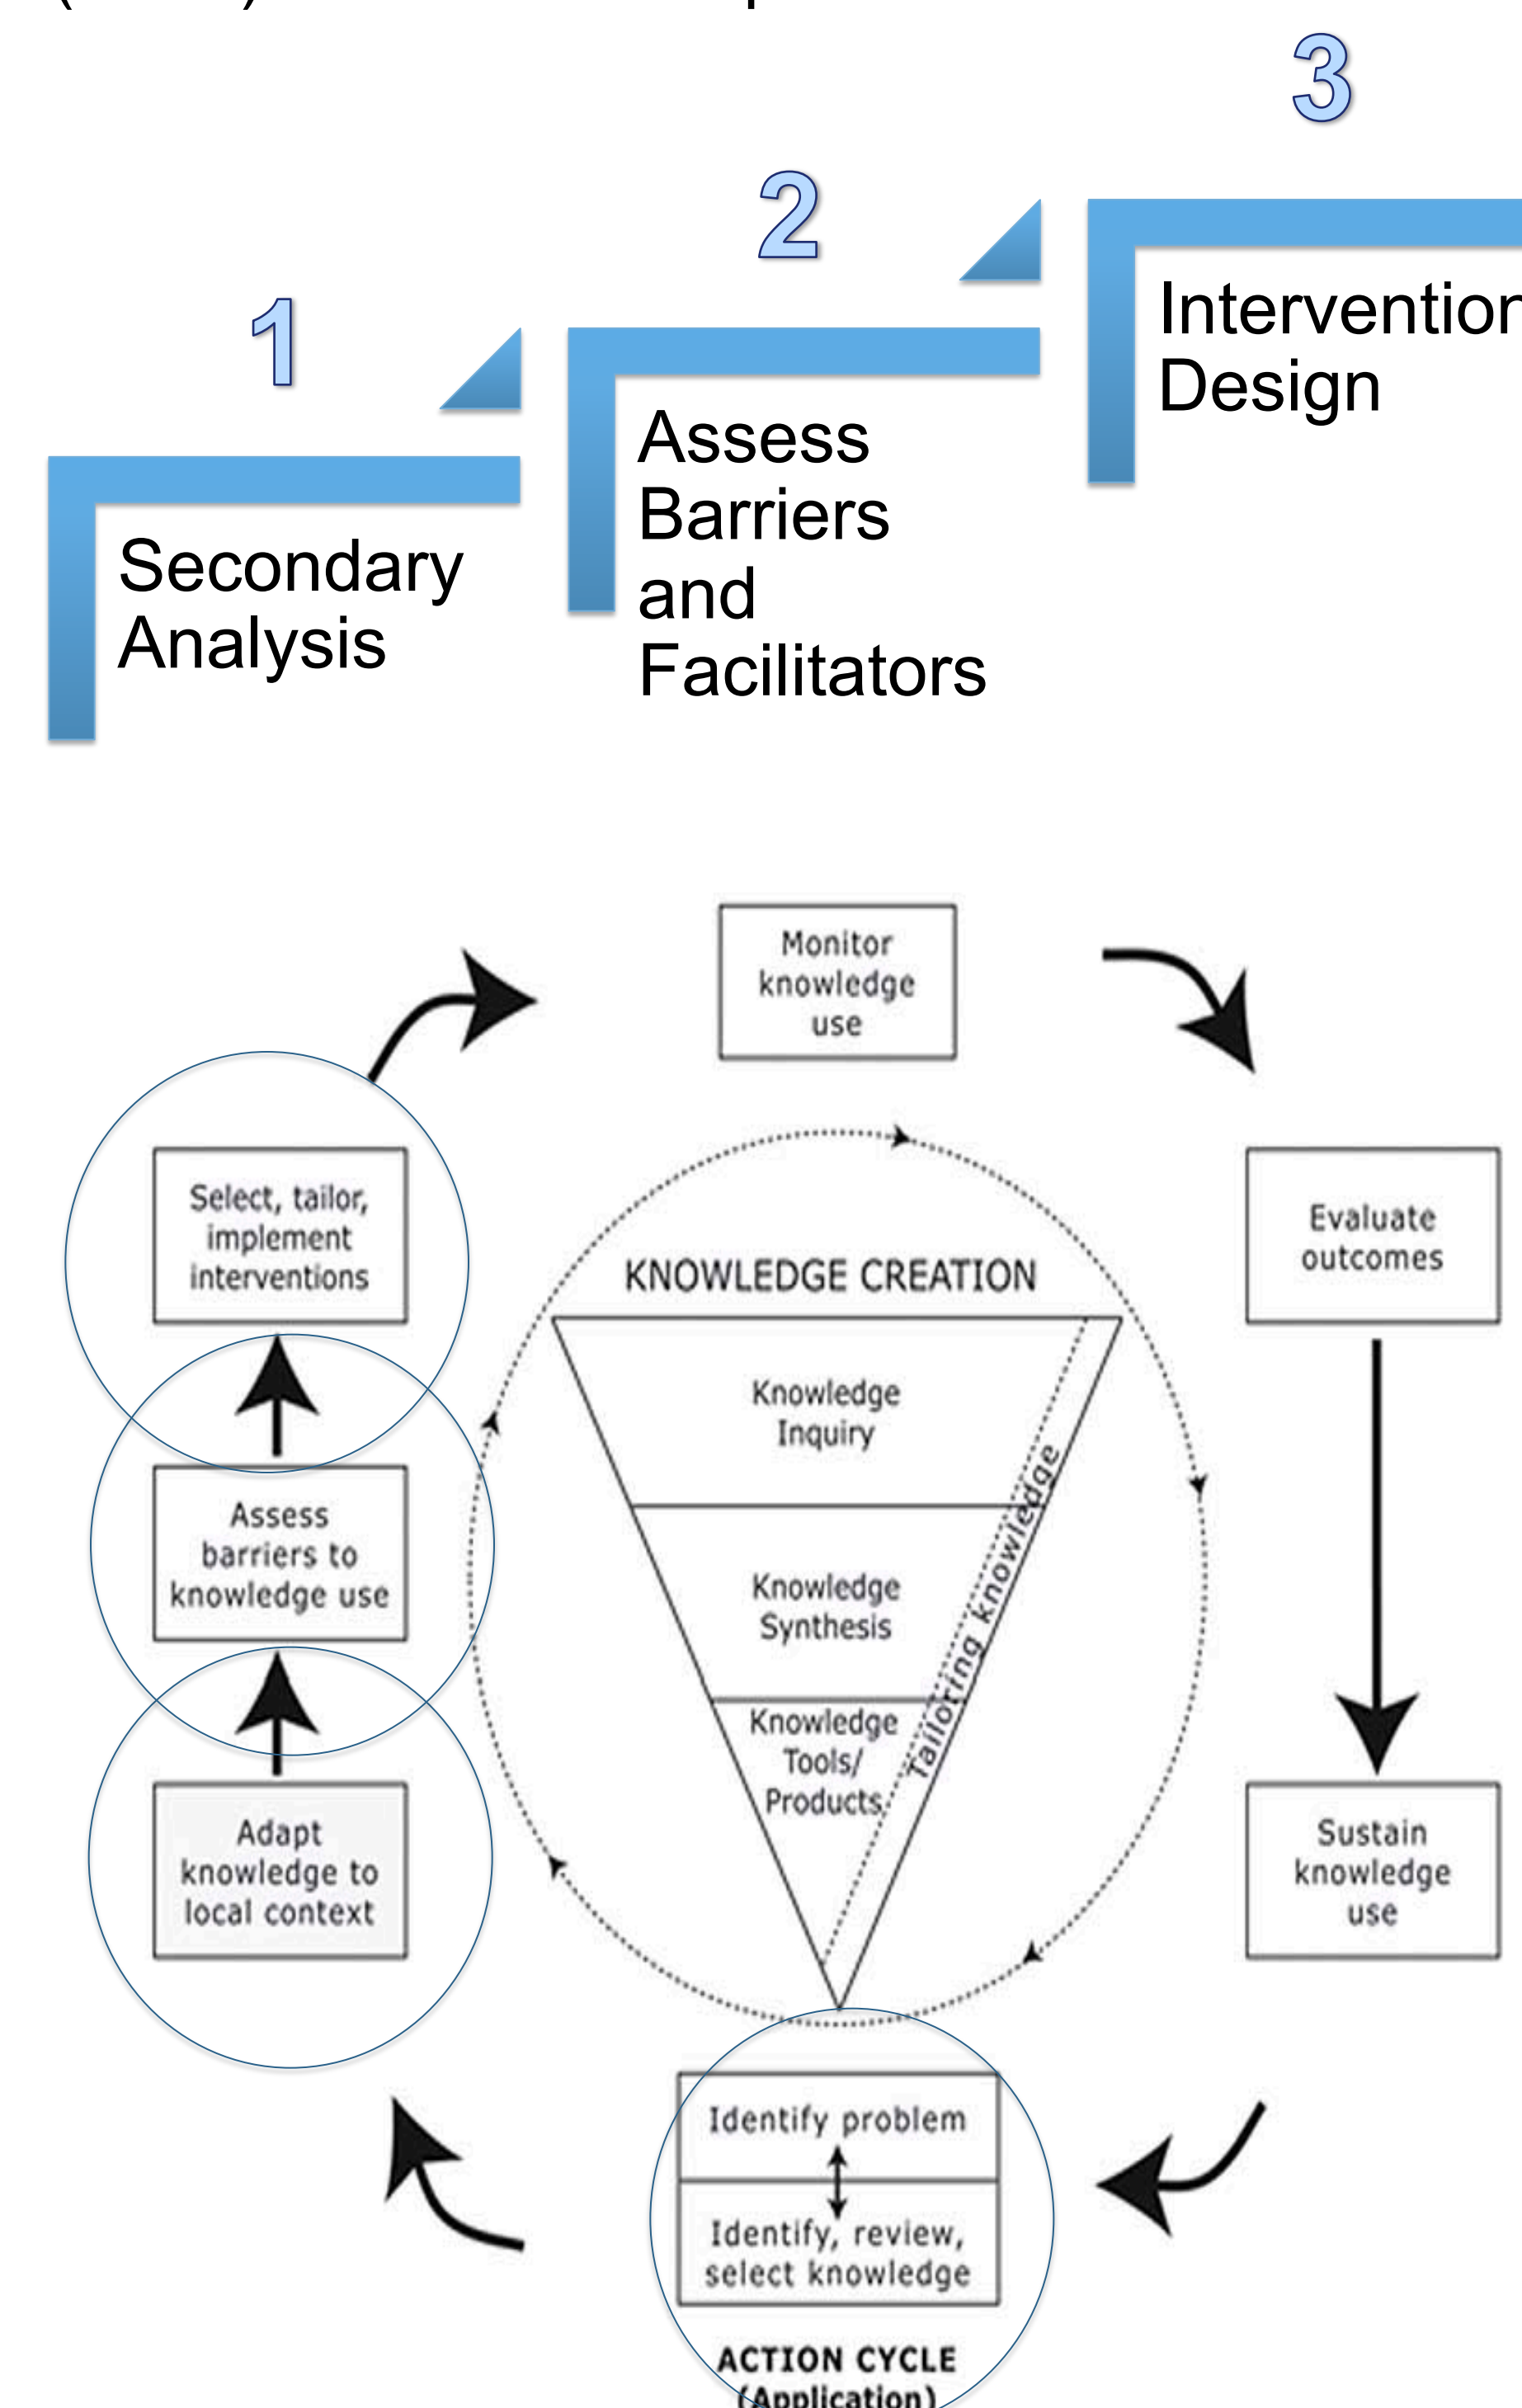 3
2
1
Intervention
Design
Assess
Barriers
and
Facilitators
Secondary
Analysis
Monitor
knowledge
use
Select, tailor,
implement
interventions
Evaluate
outcomes
KNOWLEDGE CREATION
Knowledge
Inquiry
Assess
barriers to
knowledge use
Knowledge
Synthesis
Tailoring knowledge
Knowledge
Tools/
Products
Adapt
knowledge to
local context
Sustain
knowledge
use
Identify problem
Identify, review,
select knowledge
ACTION CYCLE
(Application)